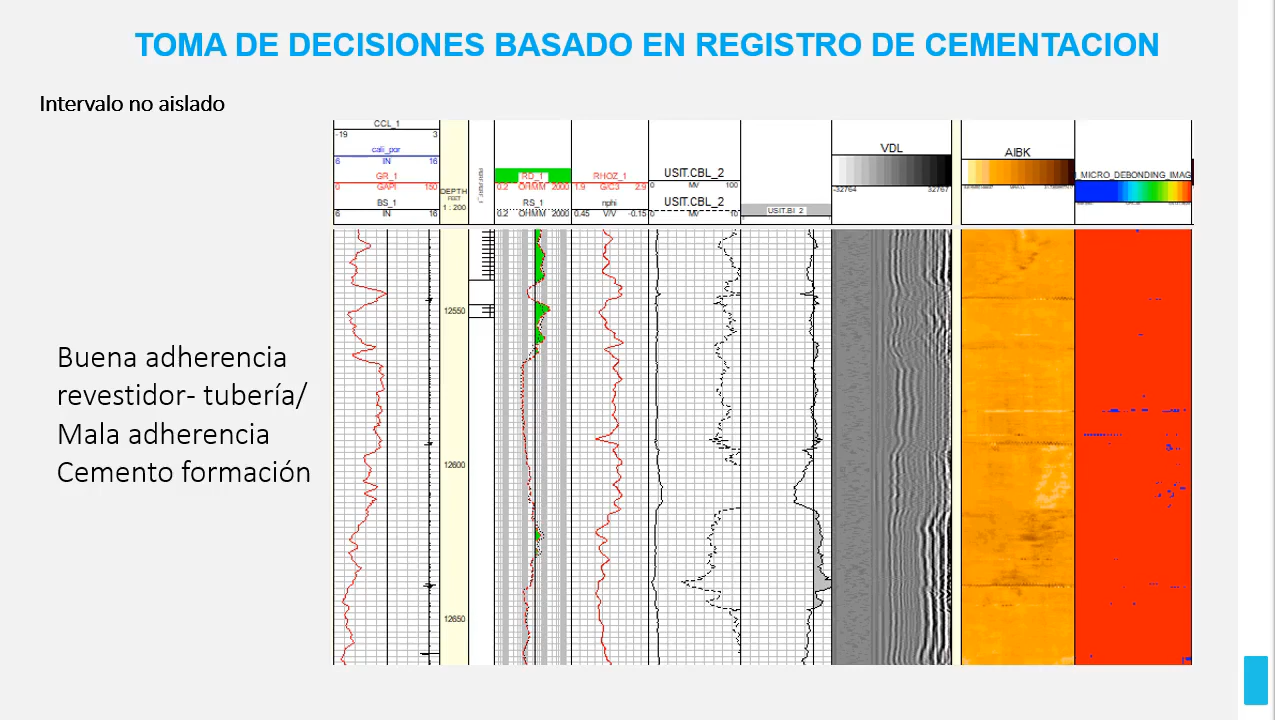 TOMA DE DECISIONES BASADO EN REGISTRO DE CEMENTACION
Intervalo no aislado
Buena adherencia
revestidor- tubería/
Mala adherencia
Cemento formación
CCL_1
-19 3
cali_por
6 IN 16
GR_1
0 GAPI 150
BS_1
6 IN 16
DEPTH
FEET
1 : 200
RD_1
0.2 OHMM 2000
RS_1
0.2 OHMM 2000
RHOZ_1
1.9 G/C3 2.9
nphi
0.45 V/V -0.15
USIT.CBL_2
0 MV 100
USIT.CBL_2
0 MV 10
USIT.BI_2
VDL
-32764 32767
AIBK
I_MICRO_DEBONDING_IMAG
12550
12600
12650